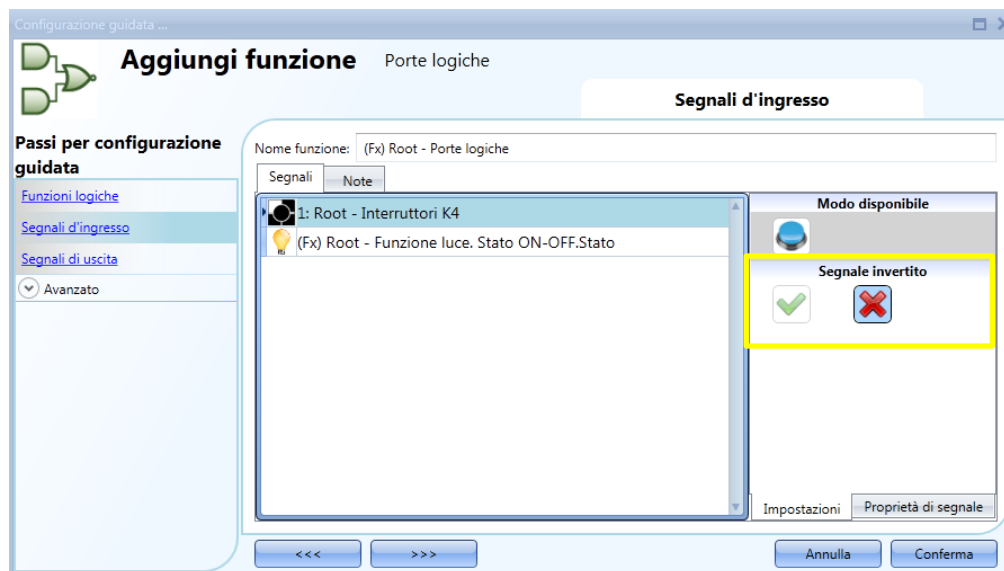 Configurazione guidata ...
Aggiungi funzione Porte logiche
Segnali d'ingresso
Passi per configurazione
guidata
Funzioni logiche
Segnali d'ingresso
Segnali di uscita
Avanzato
Nome funzione: (Fx) Root - Porte logiche
Segnali Note
1: Root - Interruttori K4
(Fx) Root - Funzione luce. Stato ON-OFF.Stato
Modo disponibile
Segnale invertito
Impostazioni Proprietà di segnale
<<< >>> Annulla Conferma